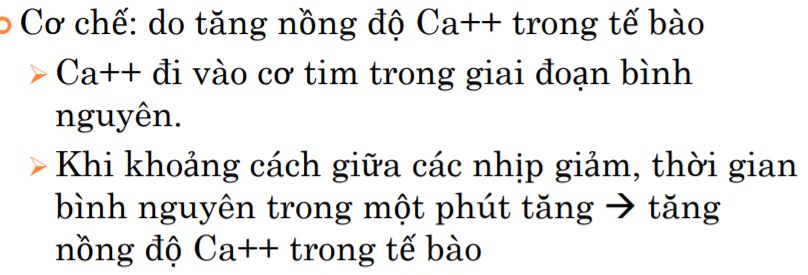 Cơ chế: do tăng nồng độ Ca++ trong tế bào
Ca++ đi vào cơ tim trong giai đoạn bình
nguyên.
Khi khoảng cách giữa các nhịp giảm, thời gian
bình nguyên trong một phút tăng → tăng
nồng độ Ca++ trong tế bào